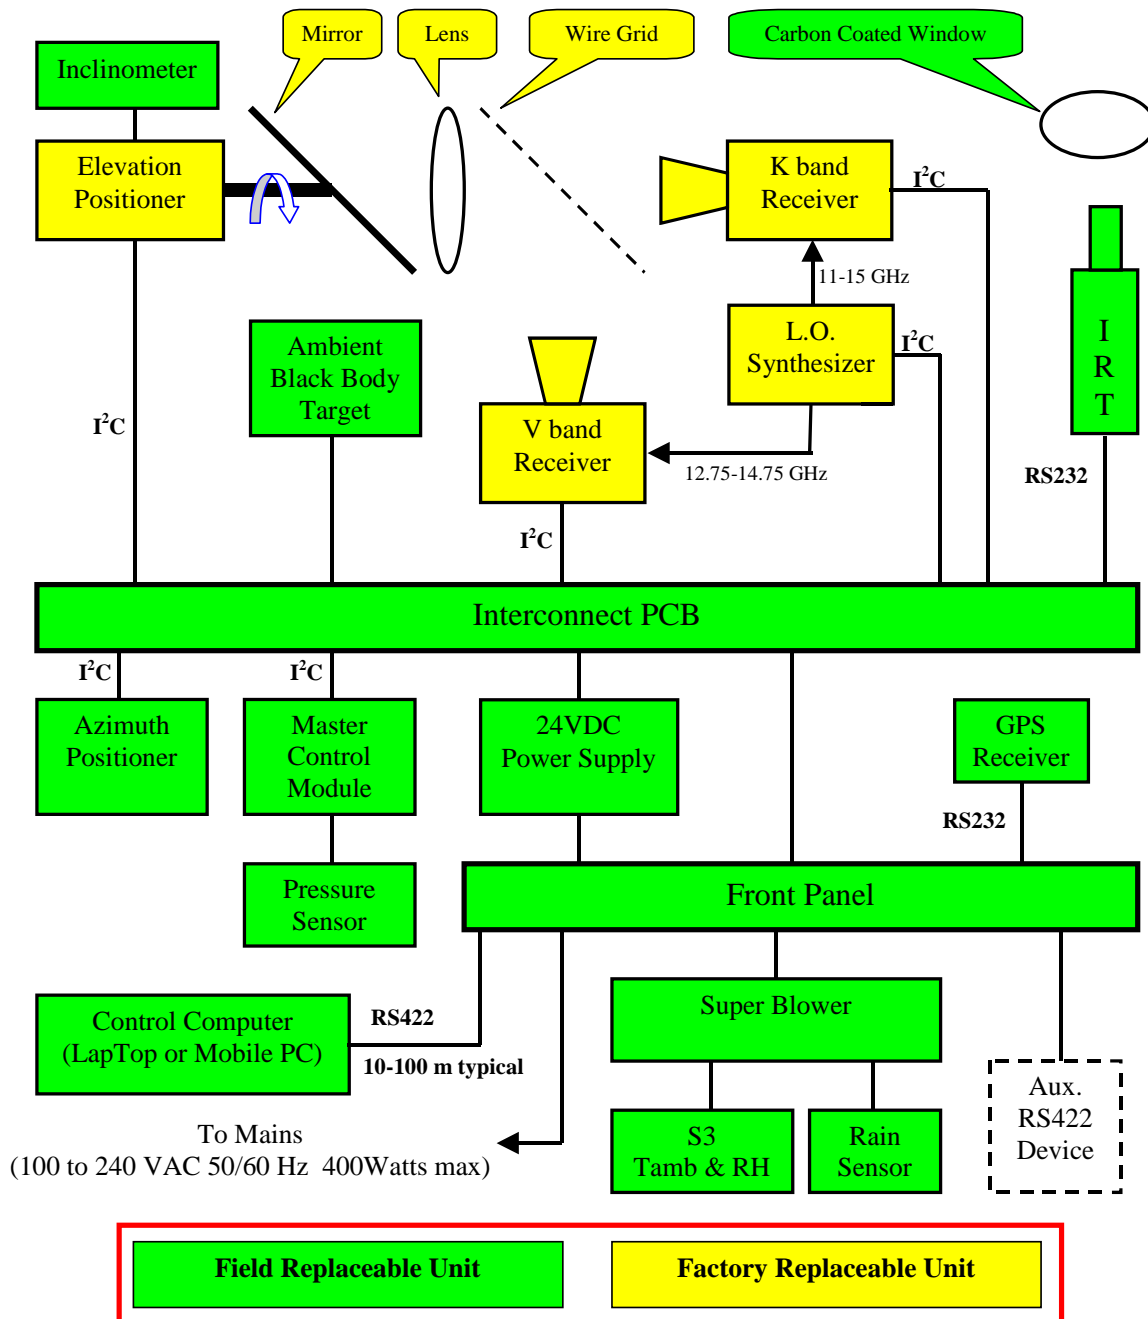 Mirror
Lens
Wire Grid
Carbon Coated Window
Inclinometer
Elevation
Positioner
K band
Receiver
I²C
11-15 GHz
L.O.
Synthesizer
I²C
I
R
T
Ambient
Black Body
Target
I²C
V band
Receiver
12.75-14.75 GHz
RS232
I²C
Interconnect PCB
I²C
I²C
Azimuth
Positioner
Master
Control
Module
24VDC
Power Supply
GPS
Receiver
RS232
Pressure
Sensor
Front Panel
Control Computer
(LapTop or Mobile PC)
RS422
10-100 m typical
Super Blower
To Mains
(100 to 240 VAC 50/60 Hz 400Watts max)
S3
Tamb & RH
Rain
Sensor
Aux.
RS422
Device
Field Replaceable Unit
Factory Replaceable Unit